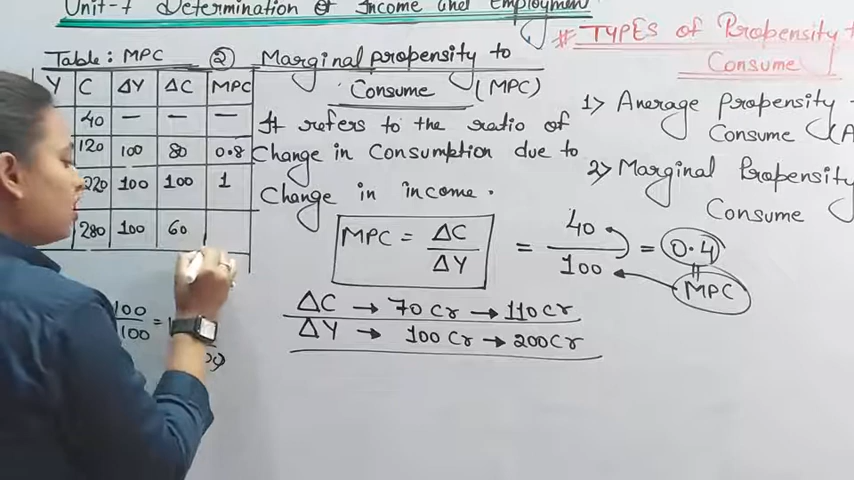 Unit-7 Determination of Income and Employment
# TYPES of Propensity to
Consume
Table: MPC
Y C ΔY ΔC MPC
40 — — —
120 100 80 0.8
220 100 100 1
280 100 60
② Marginal propensity to
Consume (MPC)
It refers to the ratio of
Change in Consumption due to
Change in income.
MPC = ΔC/ΔY = 40/100 = 0.4
MPC
ΔC → 70 Cr → 110 Cr
ΔY → 100 Cr → 200 Cr
100/100 =
1) Average Propensity
Consume (A
2) Marginal Propensity
Consume